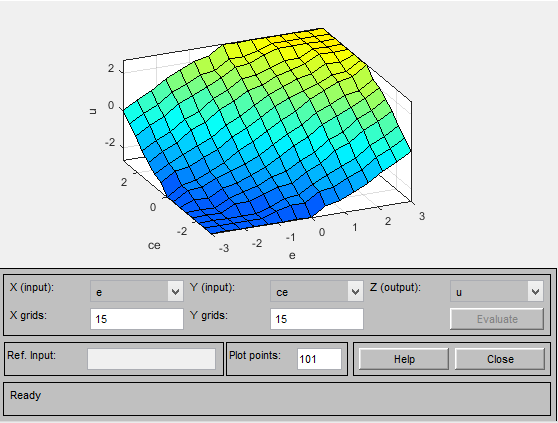 2
0
-2
u
2
0
-2
ce
-3
-2
-1
0
1
2
3
e
X (input): e Y (input): ce Z (output): u
X grids: 15 Y grids: 15 Evaluate
Ref. Input: Plot points: 101 Help Close
Ready